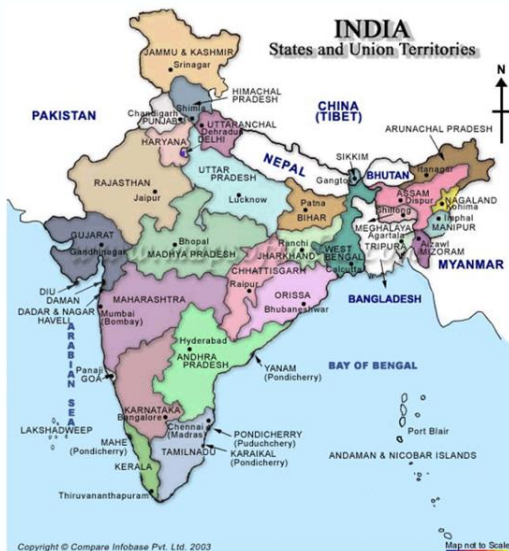 INDIA
States and Union Territories
N
JAMMU & KASHMIR
Srinagar
HIMACHAL
PRADESH
Shimla
Chandigarh
PUNJAB
PAKISTAN
CHINA
(TIBET)
UTTARANCHAL
Dehradun
HARYANA
DELHI
ARUNACHAL PRADESH
Itanagar
NEPAL
SIKKIM
Gangtok
BHUTAN
RAJASTHAN
Jaipur
UTTAR
PRADESH
Lucknow
Patna
BIHAR
ASSAM
Dispur
NAGALAND
Kohima
Shillong
MEGHALAYA
Imphal
MANIPUR
Agartala
TRIPURA
Aizawl
MIZORAM
MYANMAR
BANGLADESH
GUJARAT
Gandhinagar
Bhopal
MADHYA PRADESH
Ranchi
JHARKHAND
WEST
BENGAL
Calcutta
CHHATTISGARH
Raipur
ORISSA
Bhubaneshwar
DIU
DAMAN
DADAR & NAGAR
HAVELI
MAHARASHTRA
Mumbai
(Bombay)
Hyderabad
ANDHRA
PRADESH
YANAM
(Pondicherry)
BAY OF BENGAL
ARABIAN SEA
Panaji
GOA
KARNATAKA
Bangalore
Chennai
(Madras)
PONDICHERRY
(Puduchery)
KARAIKAL
(Pondicherry)
TAMILNADU
LAKSHADWEEP
MAHE
(Pondicherry)
KERALA
Thiruvananthapuram
Port Blair
ANDAMAN & NICOBAR ISLANDS
Copyright © Compare Infobase Pvt. Ltd. 2003
Map not to Scale